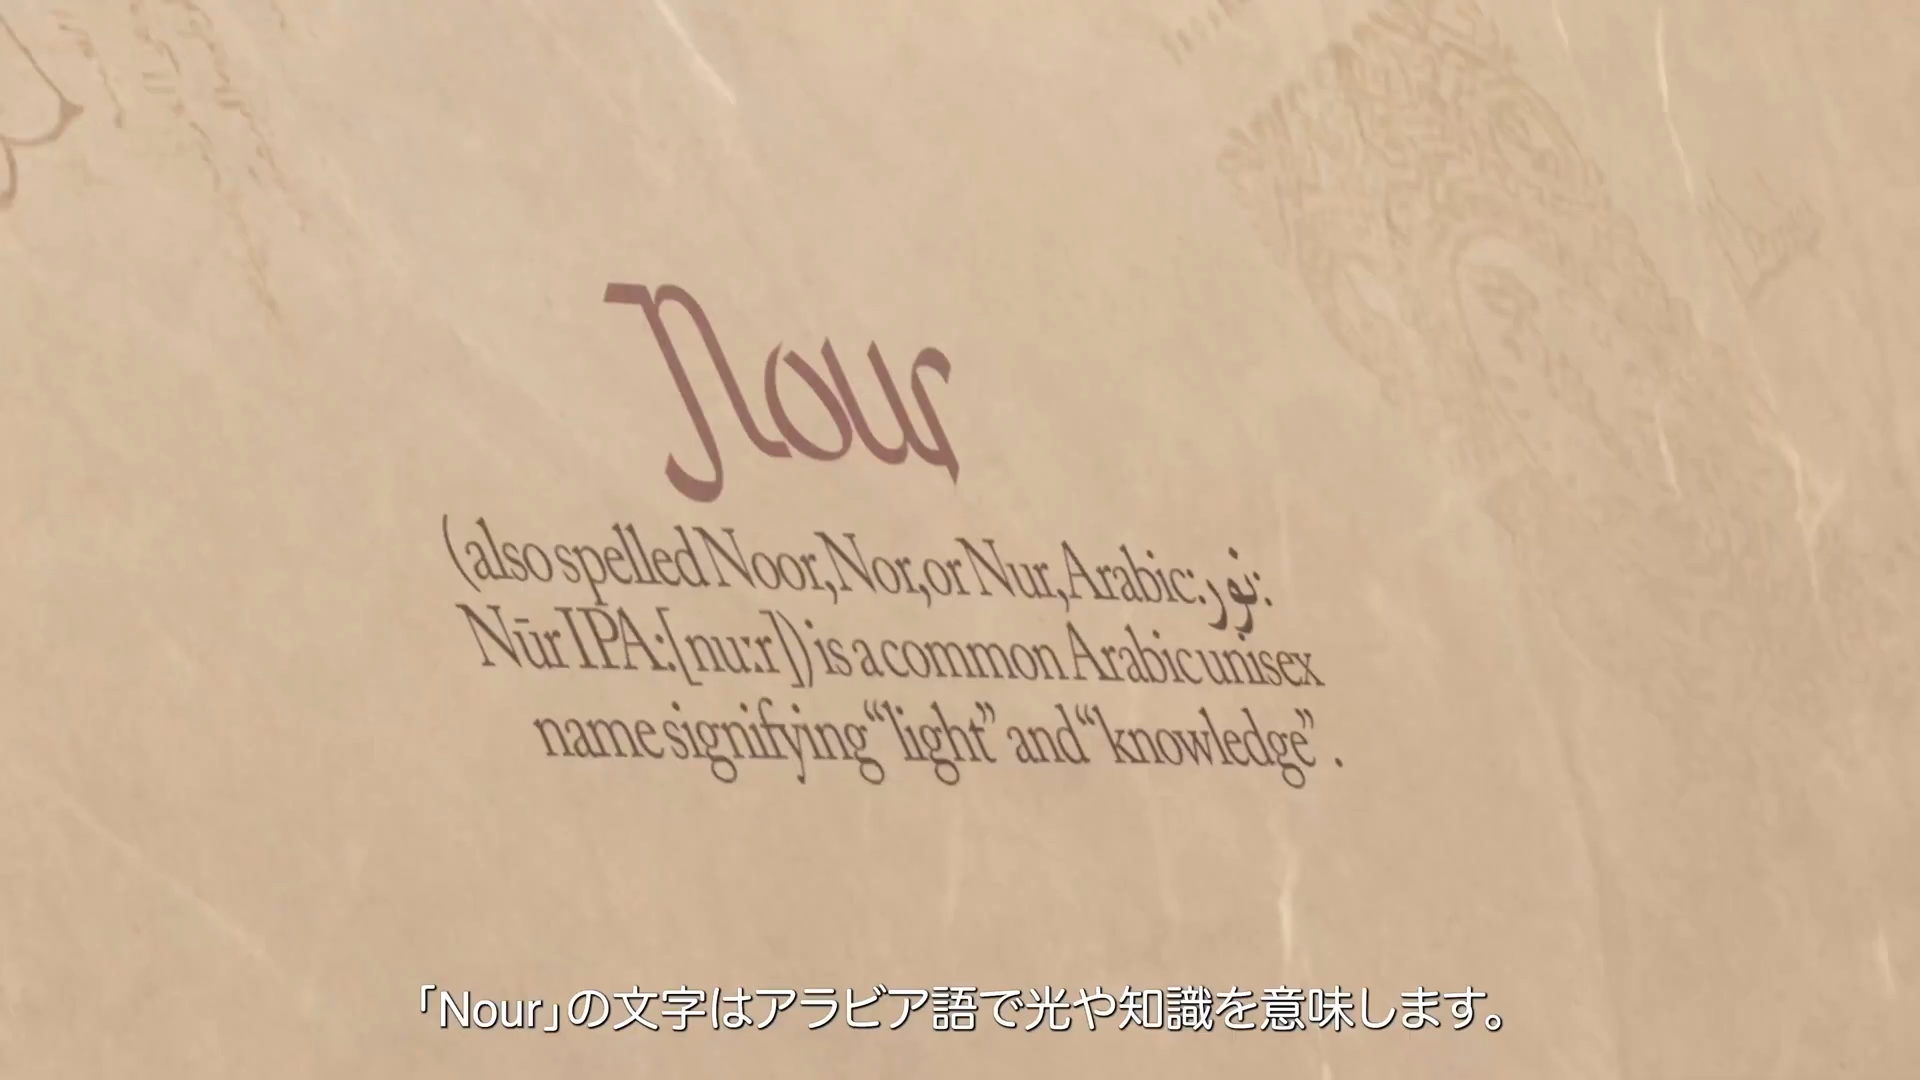 Nour
(also spelled Noor, Nor, or Nur, Arabic: نور:
Nūr IPA: [nuːr]) is a common Arabic unisex
name signifying “light” and “knowledge” .
「Nour」の文字はアラビア語で光や知識を意味します。